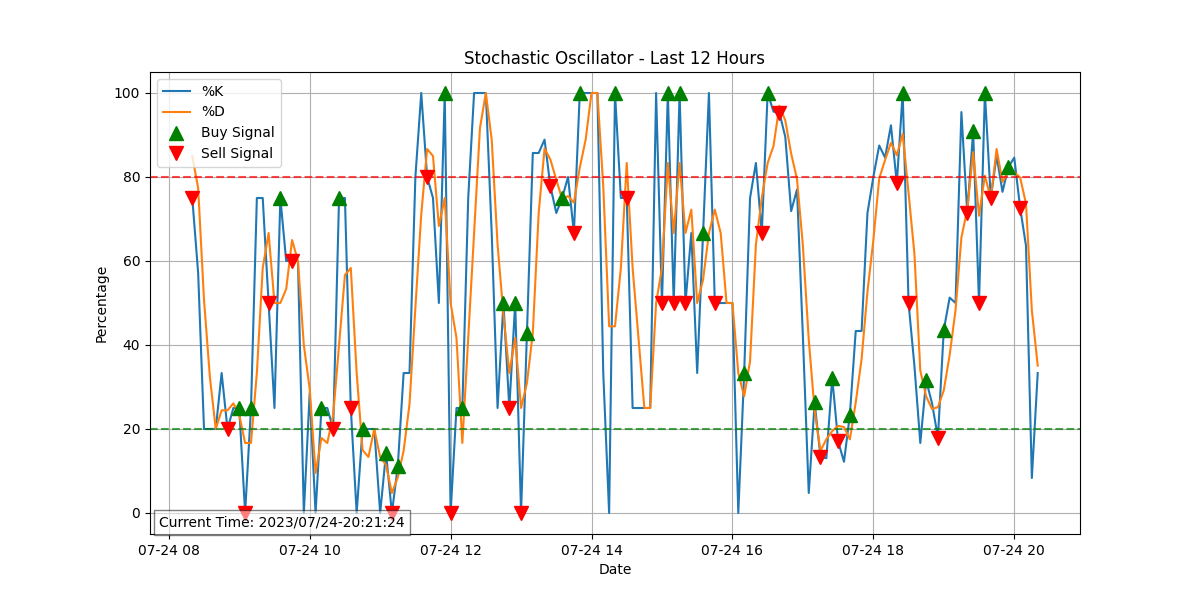 Stochastic Oscillator - Last 12 Hours
%K
%D
Buy Signal
Sell Signal
Percentage
100
80
60
40
20
0
Current Time: 2023/07/24-20:21:24
07-24 08 07-24 10 07-24 12 07-24 14 07-24 16 07-24 18 07-24 20
Date